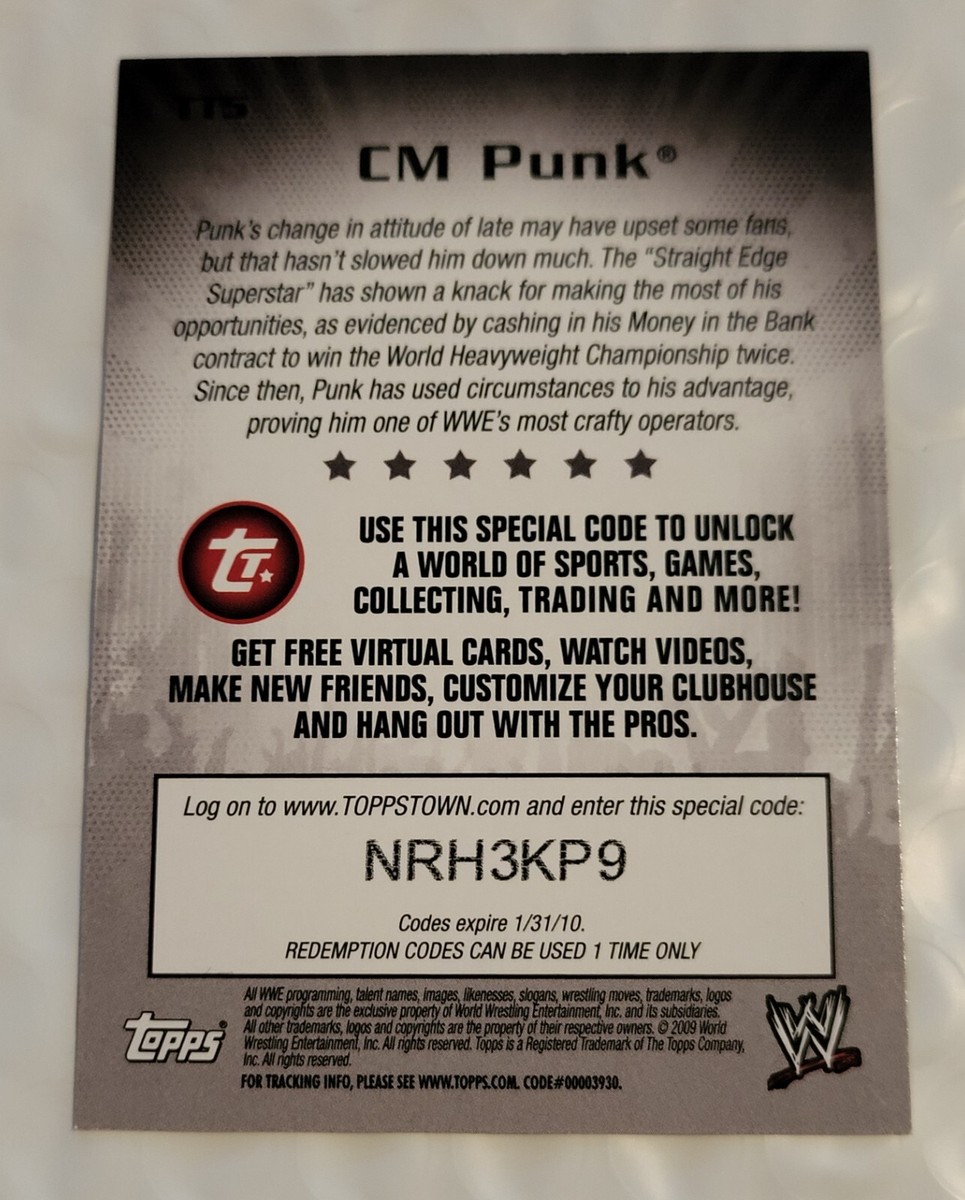 TT5
CM Punk®
Punk's change in attitude of late may have upset some fans,
but that hasn't slowed him down much. The "Straight Edge
Superstar" has shown a knack for making the most of his
opportunities, as evidenced by cashing in his Money in the Bank
contract to win the World Heavyweight Championship twice.
Since then, Punk has used circumstances to his advantage,
proving him one of WWE's most crafty operators.
tT
USE THIS SPECIAL CODE TO UNLOCK
A WORLD OF SPORTS, GAMES,
COLLECTING, TRADING AND MORE!
GET FREE VIRTUAL CARDS, WATCH VIDEOS,
MAKE NEW FRIENDS, CUSTOMIZE YOUR CLUBHOUSE
AND HANG OUT WITH THE PROS.
Log on to www.TOPPSTOWN.com and enter this special code:
NRH3KP9
Codes expire 1/31/10.
REDEMPTION CODES CAN BE USED 1 TIME ONLY
topps®
All WWE programming, talent names, images, likenesses, slogans, wrestling moves, trademarks, logos
and copyrights are the exclusive property of World Wrestling Entertainment, Inc. and its subsidiaries.
All other trademarks, logos and copyrights are the property of their respective owners. © 2009 World
Wrestling Entertainment, Inc. All rights reserved. Topps is a Registered Trademark of The Topps Company,
Inc. All rights reserved.
FOR TRACKING INFO, PLEASE SEE WWW.TOPPS.COM. CODE#00003930.
W